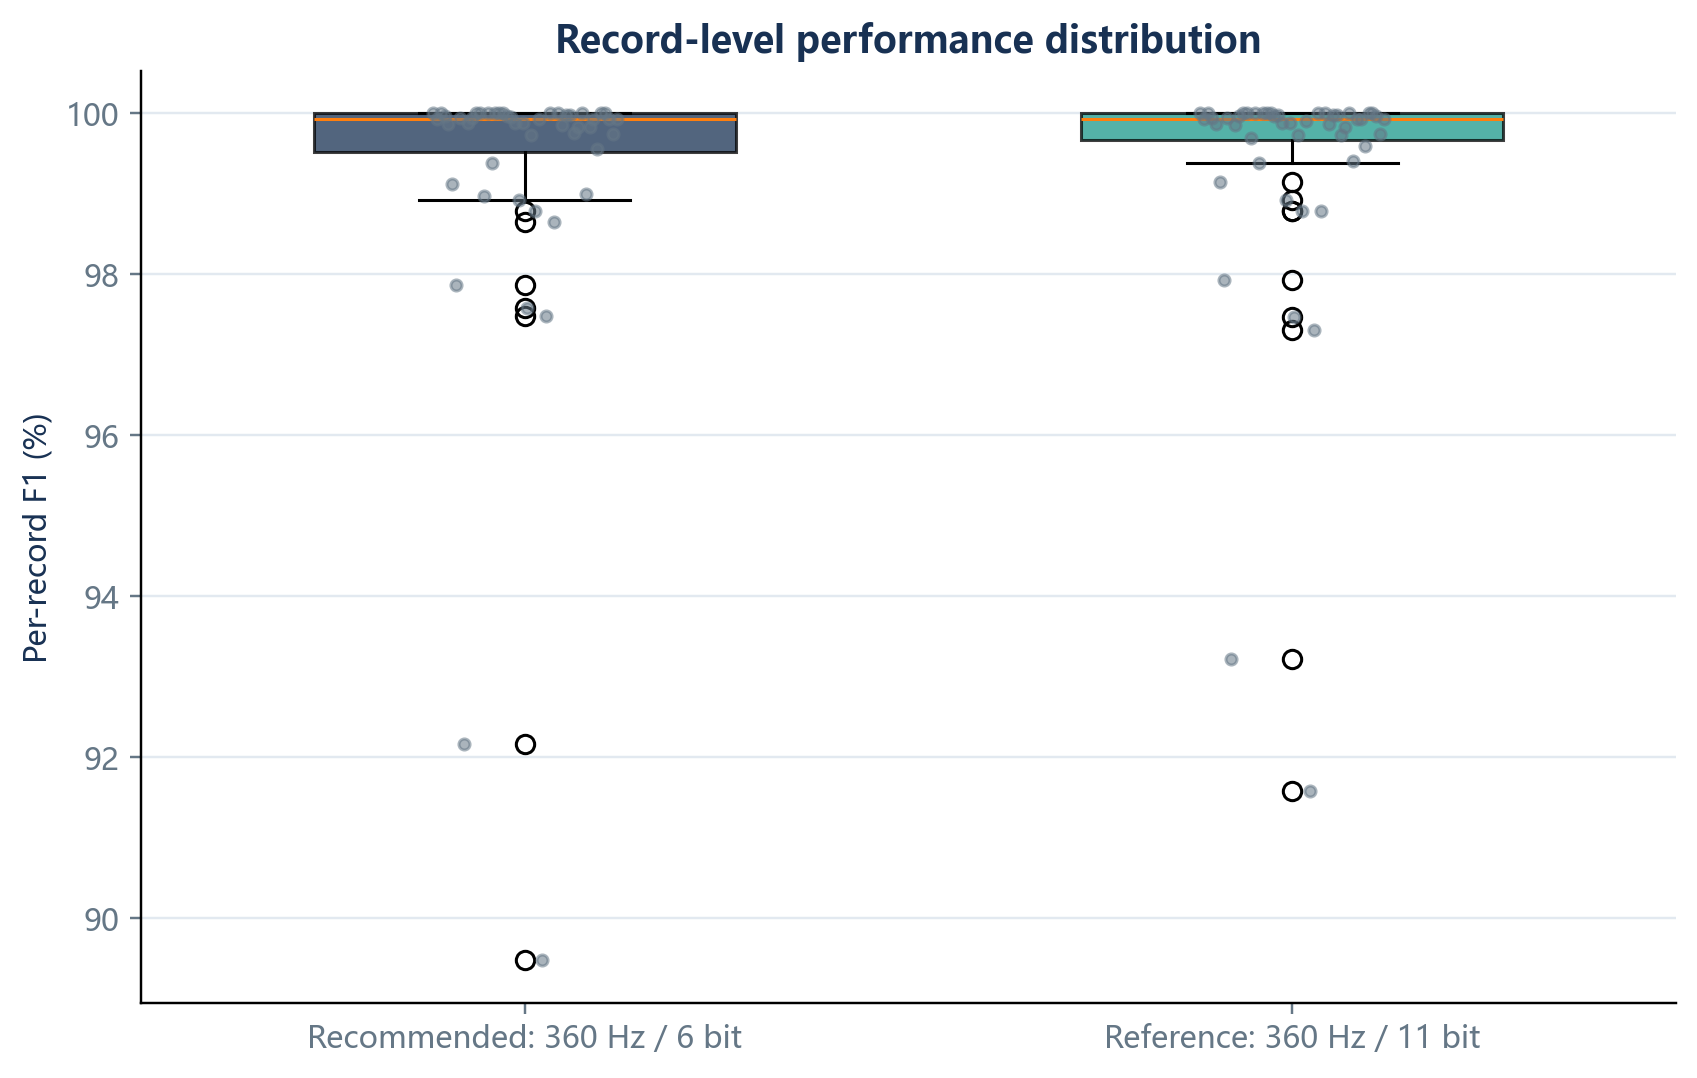 Record-level performance distribution
Per-record F1 (%)
100
98
96
94
92
90
Recommended: 360 Hz / 6 bit
Reference: 360 Hz / 11 bit